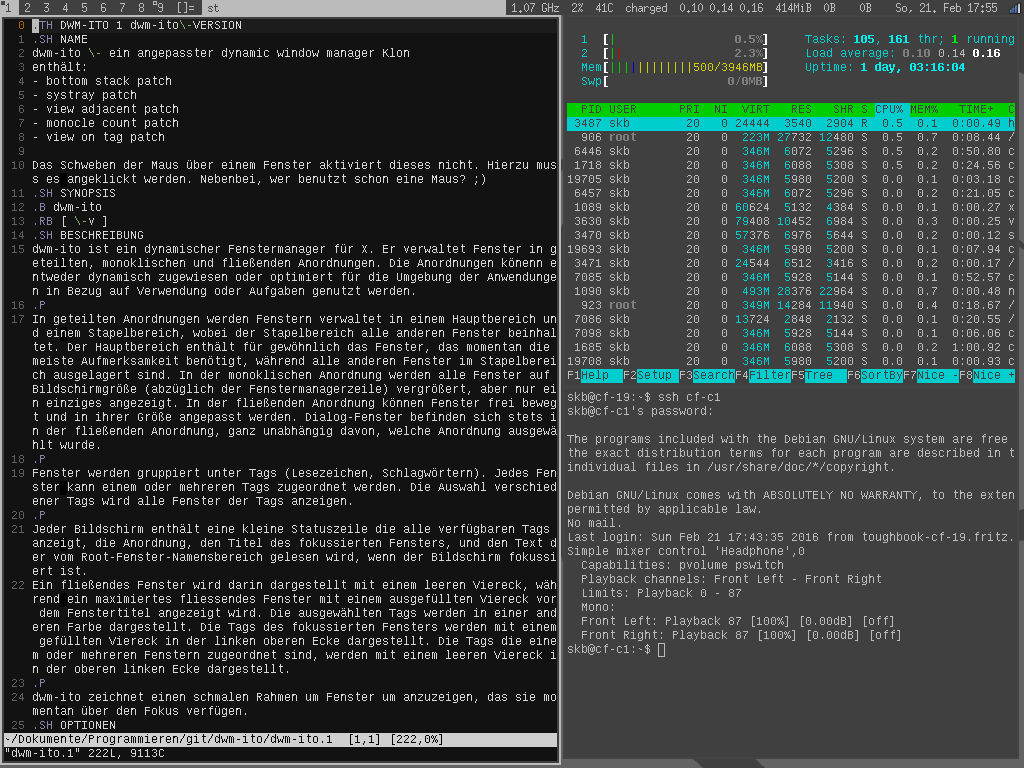 1 2 3 4 5 6 7 8 9 []= st 1.07 GHz 2% 41C charged 0.10 0.14 0.16 414MiB 0B 0B So, 21. Feb 17:55
0 .TH DWM-ITO 1 dwm-ito\-VERSION
1 .SH NAME
2 dwm-ito \- ein angepasster dynamic window manager Klon
3 enthält:
4 - bottom stack patch
5 - systray patch
6 - view adjacent patch
7 - monocle count patch
8 - view on tag patch
9
10 Das Schweben der Maus über einem Fenster aktiviert dieses nicht. Hierzu mus
s es angeklickt werden. Nebenbei, wer benutzt schon eine Maus? ;)
11 .SH SYNOPSIS
12 .B dwm-ito
13 .RB [ \-v ]
14 .SH BESCHREIBUNG
15 dwm-ito ist ein dynamischer Fenstermanager für X. Er verwaltet Fenster in g
eteilten, monoklischen und fließenden Anordnungen. Die Anordnungen könenn e
ntweder dynamisch zugewiesen oder optimiert für die Umgebung der Anwendunge
n in Bezug auf Verwendung oder Aufgaben genutzt werden.
16 .P
17 In geteilten Anordnungen werden Fenstern verwaltet in einem Hauptbereich un
d einem Stapelbereich, wobei der Stapelbereich alle anderen Fenster beinhal
tet. Der Hauptbereich enthält für gewöhnlich das Fenster, das momentan die
meiste Aufmerksamkeit benötigt, während alle anderen Fenster im Stapelberei
ch ausgelagert sind. In der monoklischen Anordnung werden alle Fenster auf
Bildschirmgröße (abzüglich der Fenstermanagerzeile) vergrößert, aber nur ei
n einziges angezeigt. In der fließenden Anordnung können Fenster frei beweg
t und in ihrer Größe angepasst werden. Dialog-Fenster befinden sich stets i
n der fließenden Anordnung, ganz unabhängig davon, welche Anordnung ausgewä
hlt wurde.
18 .P
19 Fenster werden gruppiert unter Tags (Lesezeichen, Schlagwörtern). Jedes Fen
ster kann einem oder mehreren Tags zugeordnet werden. Die Auswahl verschied
ener Tags wird alle Fenster der Tags anzeigen.
20 .P
21 Jeder Bildschirm enthält eine kleine Statuszeile die alle verfügbaren Tags
anzeigt, die Anordnung, den Titel des fokussierten Fensters, und den Text d
er vom Root-Fenster-Namensbereich gelesen wird, wenn der Bildschirm fokussi
ert ist.
22 Ein fließendes Fenster wird darin dargestellt mit einem leeren Viereck, wäh
rend ein maximiertes fliessendes Fenster mit einem ausgefüllten Viereck vor
dem Fenstertitel angezeigt wird. Die ausgewählten Tags werden in einer and
eren Farbe dargestellt. Die Tags des fokussierten Fensters werden mit einem
gefüllten Viereck in der linken oberen Ecke dargestellt. Die Tags die eine
m oder mehreren Fenstern zugeordnet sind, werden mit einem leeren Viereck i
n der oberen linken Ecke dargestellt.
23 .P
24 dwm-ito zeichnet einen schmalen Rahmen um Fenster um anzuzeigen, das sie mo
mentan über den Fokus verfügen.
25 .SH OPTIONEN
~/Dokumente/Programmieren/git/dwm-ito/dwm-ito.1 [1,1] [222,0%]
"dwm-ito.1" 222L, 9113C
1 [| 0.5%] Tasks: 105, 161 thr; 1 running
2 [| 2.3%] Load average: 0.10 0.14 0.16
Mem[||||||||||||500/3946MB] Uptime: 1 day, 03:16:04
Swp[ 0/0MB]
PID USER PRI NI VIRT RES SHR S CPU% MEM% TIME+ C
3487 skb 20 0 24444 3540 2904 R 0.5 0.1 0:00.49 h
906 root 20 0 223M 27732 12480 S 0.5 0.7 0:08.44 /
6446 skb 20 0 346M 6072 5296 S 0.5 0.2 0:50.80 c
1718 skb 20 0 346M 6088 5308 S 0.5 0.2 0:24.56 c
19705 skb 20 0 346M 5980 5200 S 0.0 0.1 0:03.18 c
6457 skb 20 0 346M 6072 5296 S 0.0 0.2 0:21.05 c
1089 skb 20 0 60624 5132 4384 S 0.0 0.1 0:00.27 x
3630 skb 20 0 79408 10452 6984 S 0.0 0.3 0:00.25 v
3470 skb 20 0 57376 6976 5644 S 0.0 0.2 0:00.12 s
19693 skb 20 0 346M 5980 5200 S 0.0 0.1 0:07.94 c
3471 skb 20 0 24544 6512 3416 S 0.0 0.2 0:00.17 /
7085 skb 20 0 346M 5928 5144 S 0.0 0.1 0:52.57 c
1090 skb 20 0 493M 28376 22964 S 0.0 0.7 0:00.48 n
923 root 20 0 349M 14284 11940 S 0.0 0.4 0:18.67 /
7086 skb 20 0 13724 2848 2132 S 0.0 0.1 0:20.55 /
7098 skb 20 0 346M 5928 5144 S 0.0 0.1 0:06.06 c
1685 skb 20 0 346M 6088 5308 S 0.0 0.2 1:00.92 c
19708 skb 20 0 346M 5980 5200 S 0.0 0.1 0:00.93 c
F1Help F2Setup F3SearchF4FilterF5Tree F6SortByF7Nice -F8Nice +
skb@cf-19:~$ ssh cf-c1
skb@cf-c1's password:
The programs included with the Debian GNU/Linux system are free
the exact distribution terms for each program are described in t
individual files in /usr/share/doc/*/copyright.
Debian GNU/Linux comes with ABSOLUTELY NO WARRANTY, to the exten
permitted by applicable law.
No mail.
Last login: Sun Feb 21 17:43:35 2016 from toughbook-cf-19.fritz.
Simple mixer control 'Headphone',0
Capabilities: pvolume pswitch
Playback channels: Front Left - Front Right
Limits: Playback 0 - 87
Mono:
Front Left: Playback 87 [100%] [0.00dB] [off]
Front Right: Playback 87 [100%] [0.00dB] [off]
skb@cf-c1:~$